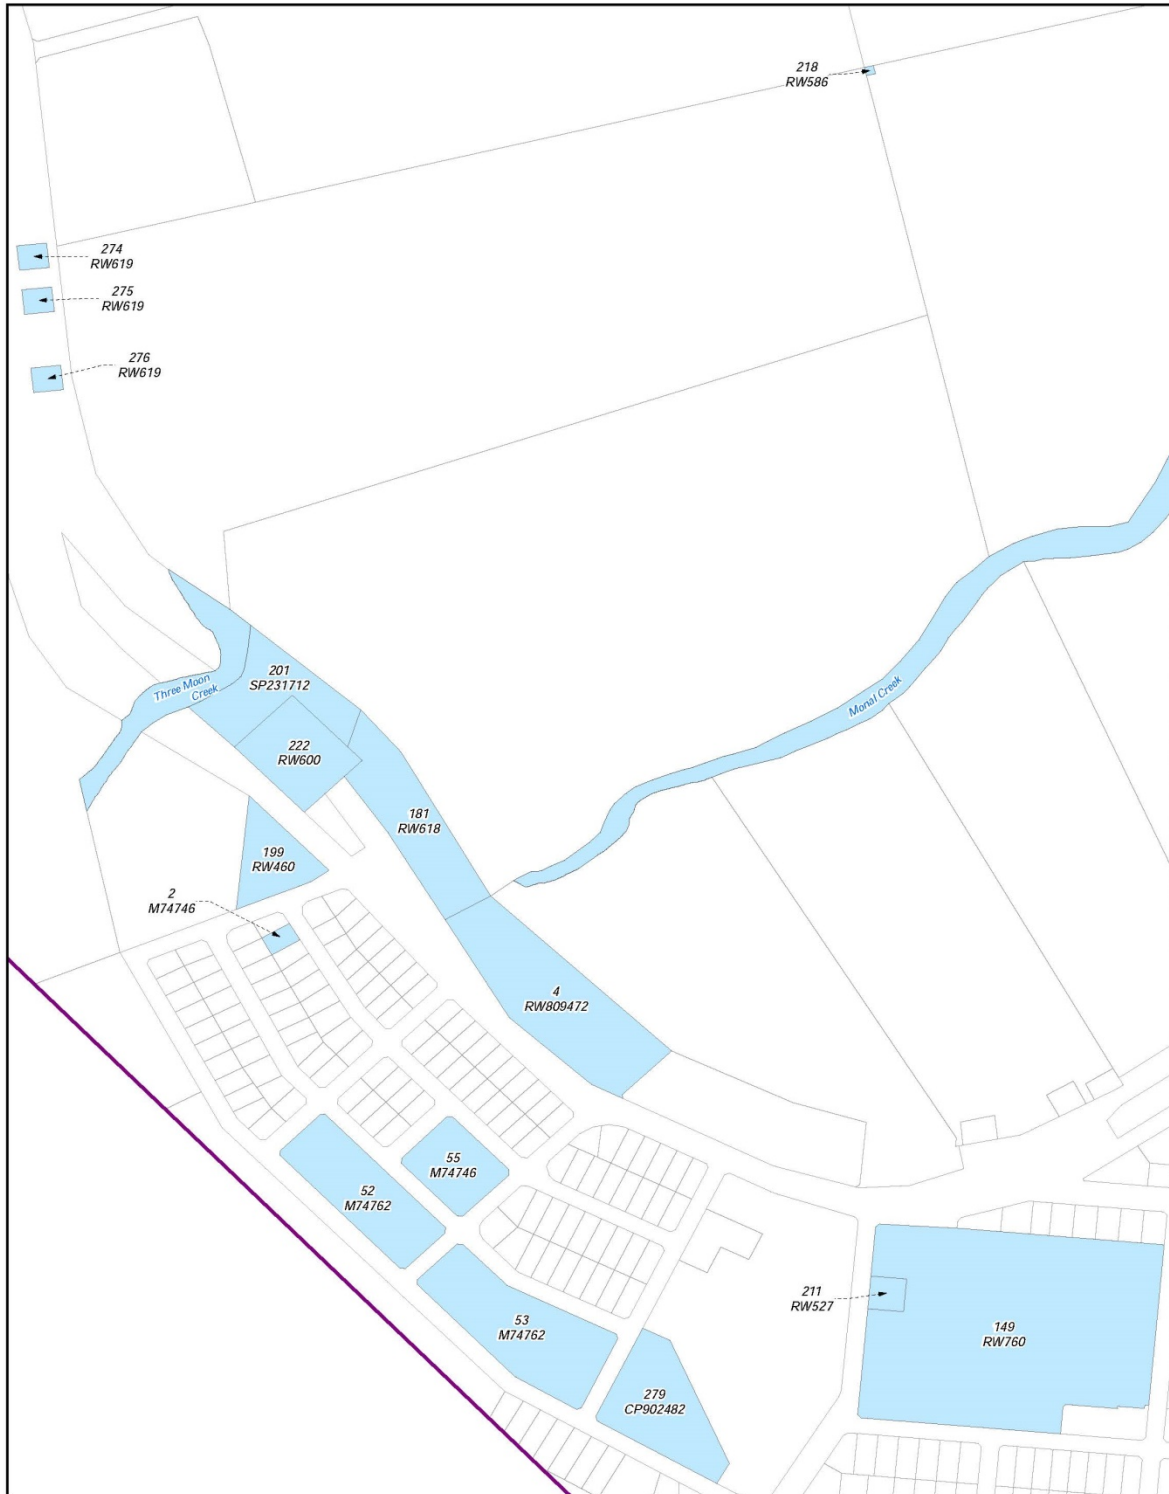 218
RW586
274
RW619
275
RW619
276
RW619
201
SP231712
Three Moon
Creek
Monal Creek
222
RW600
181
RW618
199
RW460
2
M74746
4
RW809472
55
M74746
52
M74762
211
RW527
53
M74762
149
RW760
279
CP902482